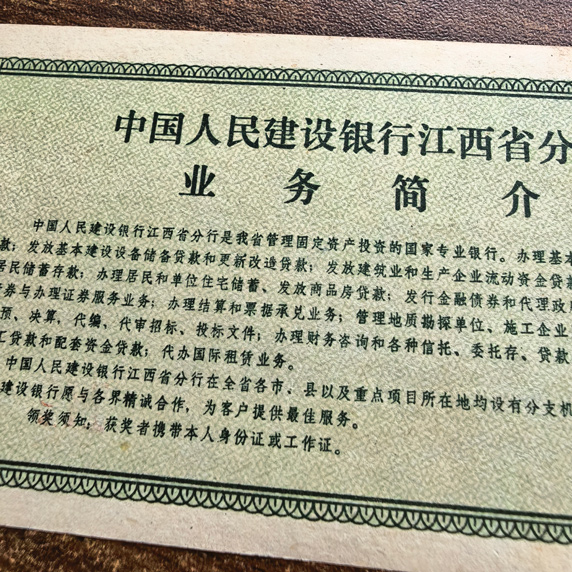 中国人民建设银行江西省分
业务简介
中国人民建设银行江西省分行是我省管理固定资产投资的国家专业银行。办理基本
款；发放基本建设设备储备贷款和更新改造贷款；发放建筑业和生产企业流动资金贷
居民储蓄存款；办理居民和单位住宅储蓄、发放商品房贷款；发行金融债券和代理政
券与办理证券服务业务；办理结算和票据承兑业务；管理地质勘探单位、施工企业
预、决算，代编、代审招标、投标文件；办理财务咨询和各种信托、委托存、贷款
工贷款和配套资金贷款；代办国际租赁业务。
中国人民建设银行江西省分行在全省各市、县以及重点项目所在地均设有分支机
建设银行愿与各界精诚合作，为客户提供最佳服务。
领奖须知：获奖者携带本人身份证或工作证。